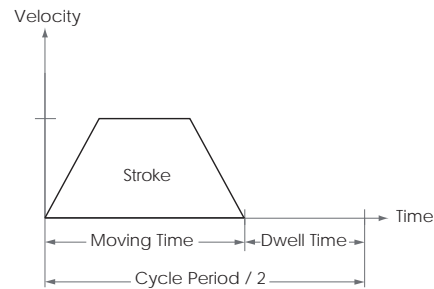 Velocity
Stroke
Time
Moving Time
Dwell Time
Cycle Period / 2